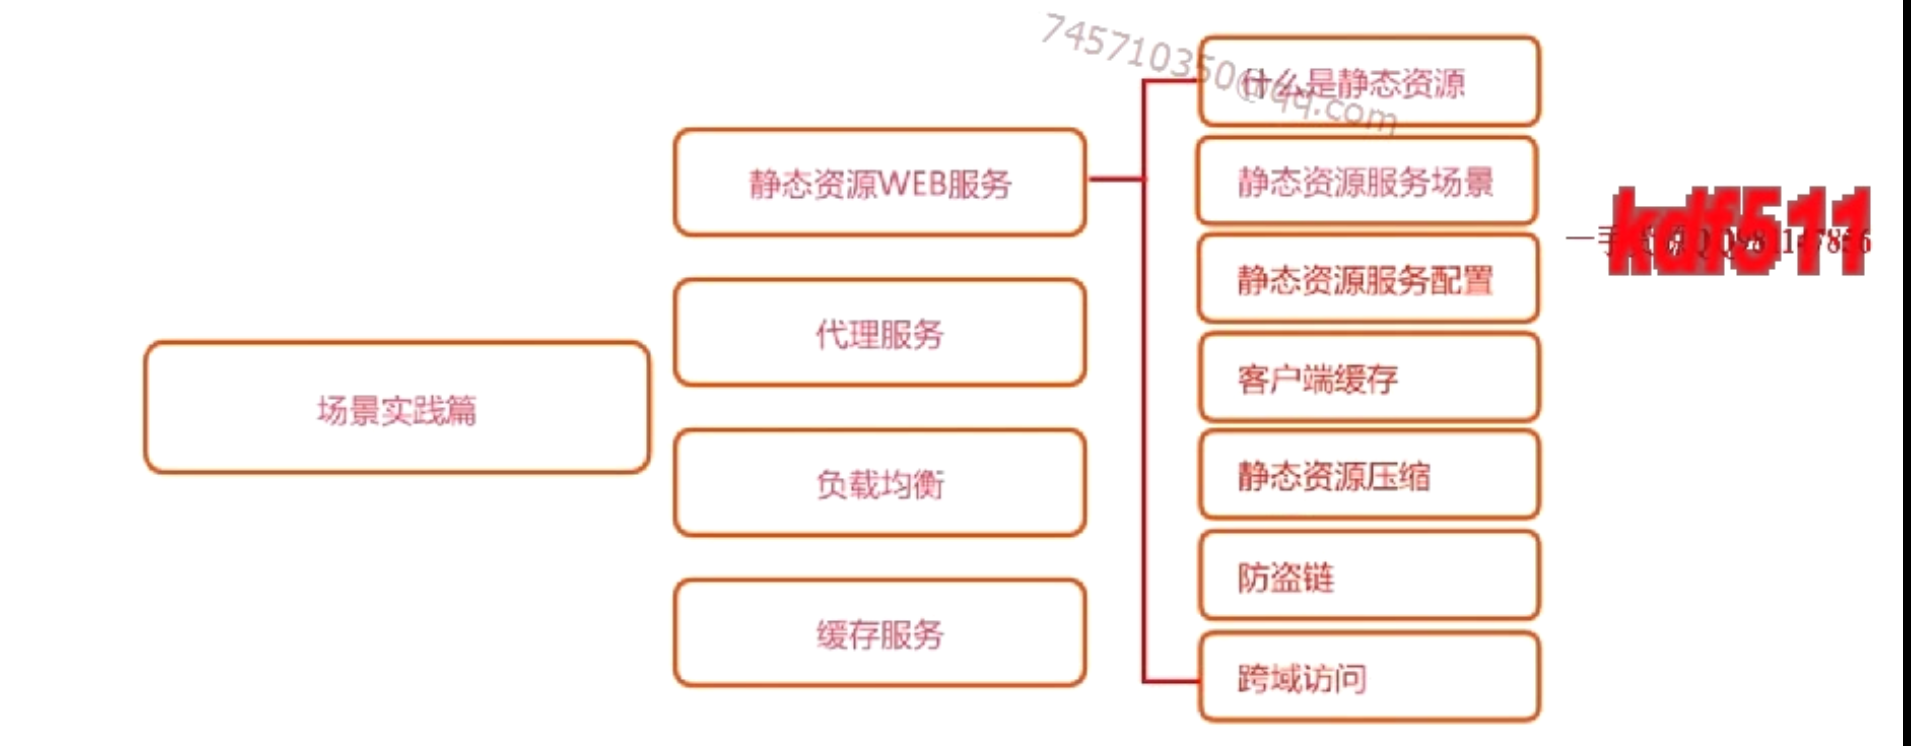 745710350@qq.com
什么是静态资源
静态资源WEB服务
静态资源服务场景
kdf511
静态资源服务配置
代理服务
客户端缓存
场景实践篇
负载均衡
静态资源压缩
防盗链
缓存服务
跨域访问